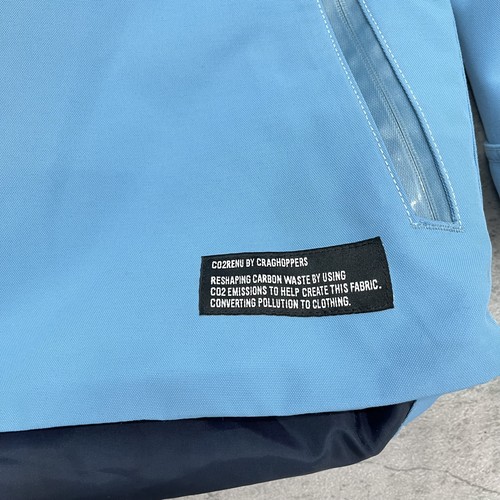 CO2RENU BY CRAGHOPPERS
RESHAPING CARBON WASTE BY USING
CO2 EMISSIONS TO HELP CREATE THIS FABRIC.
CONVERTING POLLUTION TO CLOTHING.